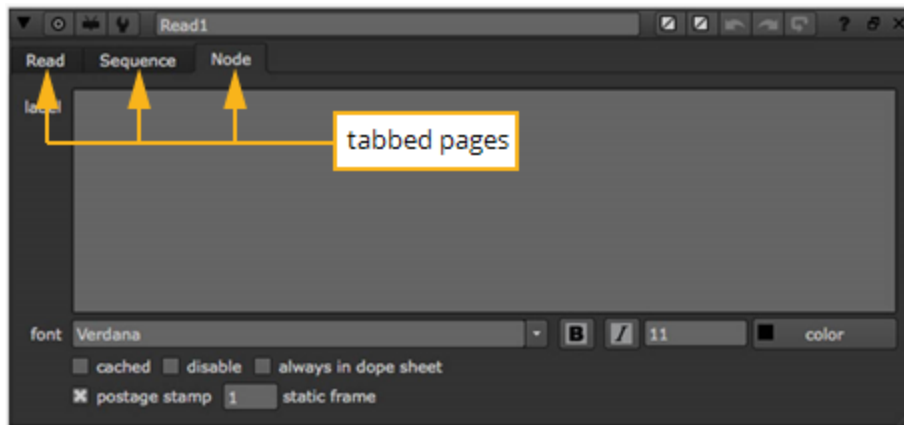 Read1 ?
Read Sequence Node
label
tabbed pages
font Verdana B I 11 color
cached disable always in dope sheet
postage stamp 1 static frame